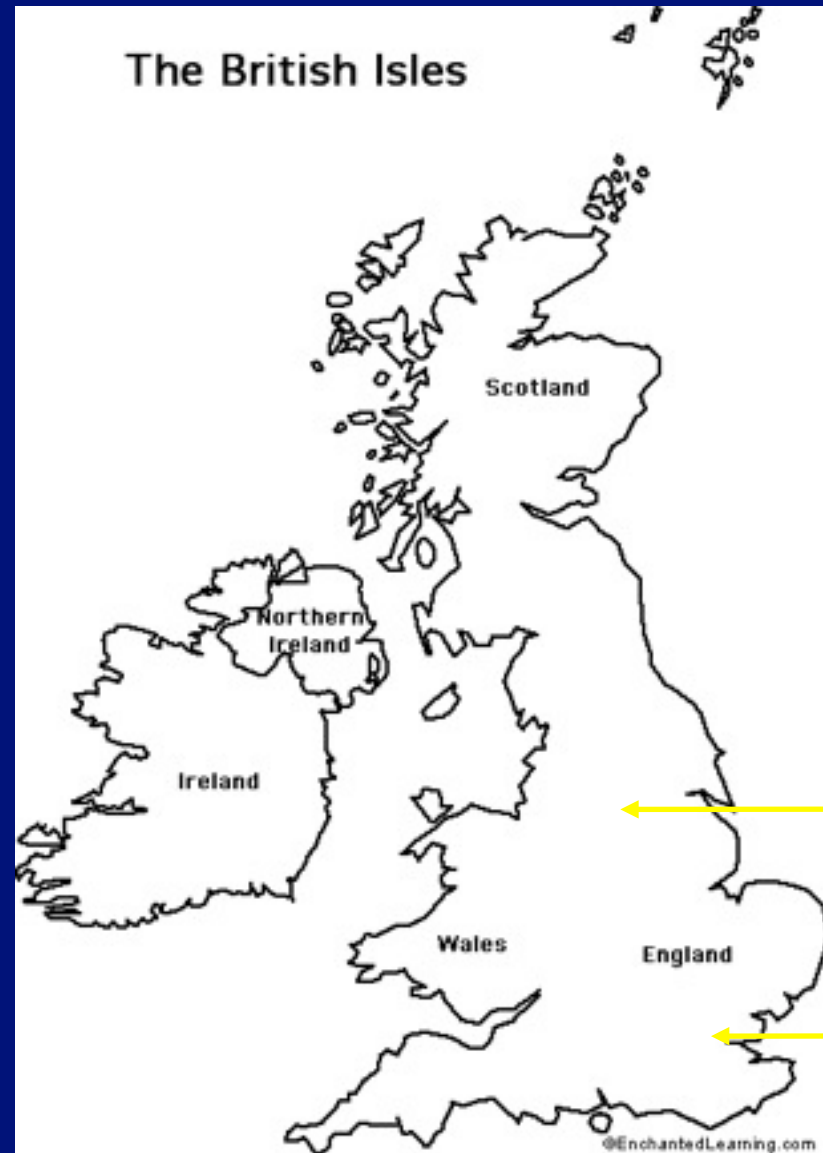 The British Isles
Scotland
Northern
Ireland
Ireland
Wales
England
©EnchantedLearning.com